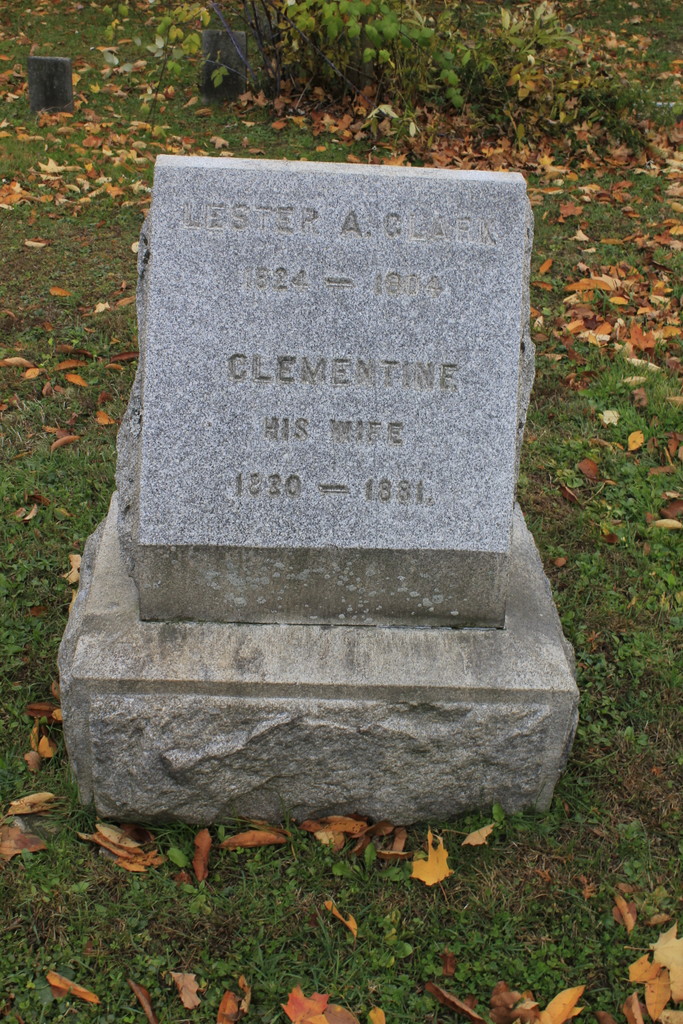 LESTER A. CLARK
1824 — 1904
CLEMENTINE
HIS WIFE
1830 — 1881.